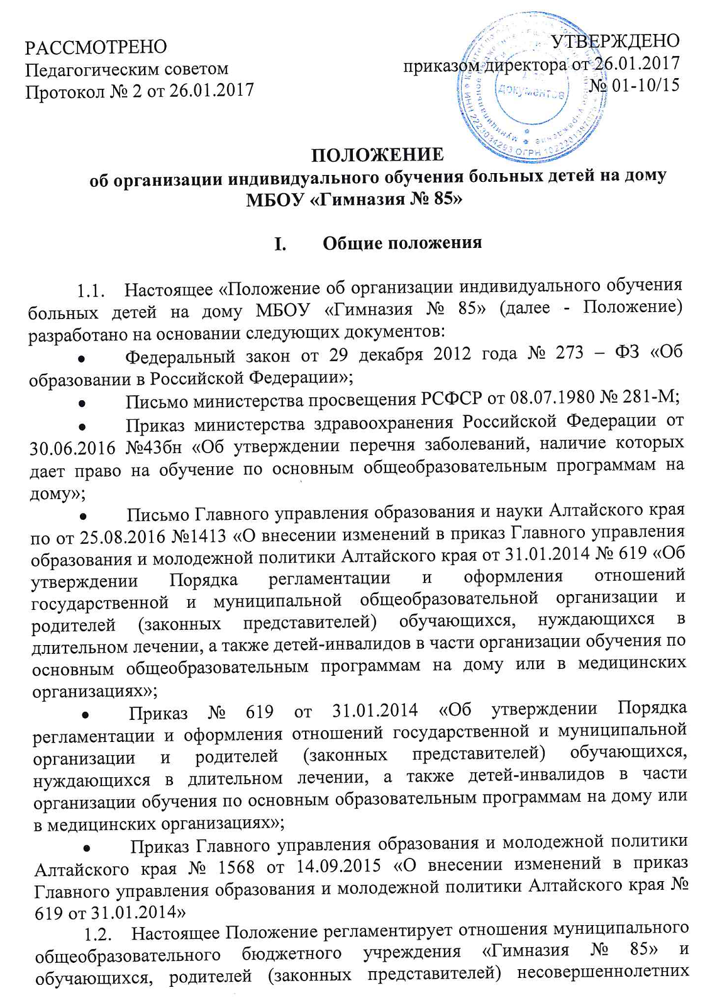 РАССМОТРЕНО
Педагогическим советом
Протокол № 2 от 26.01.2017
УТВЕРЖДЕНО
приказом директора от 26.01.2017
№ 01-10/15
документов
ИНН 2223034293 ОГРН
ПОЛОЖЕНИЕ
об организации индивидуального обучения больных детей на дому
МБОУ «Гимназия № 85»
I. Общие положения
1.1. Настоящее «Положение об организации индивидуального обучения
больных детей на дому МБОУ «Гимназия № 85» (далее - Положение)
разработано на основании следующих документов:
• Федеральный закон от 29 декабря 2012 года № 273 – ФЗ «Об
образовании в Российской Федерации»;
• Письмо министерства просвещения РСФСР от 08.07.1980 № 281-М;
• Приказ министерства здравоохранения Российской Федерации от
30.06.2016 №436н «Об утверждении перечня заболеваний, наличие которых
дает право на обучение по основным общеобразовательным программам на
дому»;
• Письмо Главного управления образования и науки Алтайского края
по от 25.08.2016 №1413 «О внесении изменений в приказ Главного управления
образования и молодежной политики Алтайского края от 31.01.2014 № 619 «Об
утверждении Порядка регламентации и оформления отношений
государственной и муниципальной общеобразовательной организации и
родителей (законных представителей) обучающихся, нуждающихся в
длительном лечении, а также детей-инвалидов в части организации обучения по
основным общеобразовательным программам на дому или в медицинских
организациях»;
• Приказ № 619 от 31.01.2014 «Об утверждении Порядка
регламентации и оформления отношений государственной и муниципальной
организации и родителей (законных представителей) обучающихся,
нуждающихся в длительном лечении, а также детей-инвалидов в части
организации обучения по основным образовательным программам на дому или
в медицинских организациях»;
• Приказ Главного управления образования и молодежной политики
Алтайского края № 1568 от 14.09.2015 «О внесении изменений в приказ
Главного управления образования и молодежной политики Алтайского края №
619 от 31.01.2014»
1.2. Настоящее Положение регламентирует отношения муниципального
общеобразовательного бюджетного учреждения «Гимназия № 85» и
обучающихся, родителей (законных представителей) несовершеннолетних